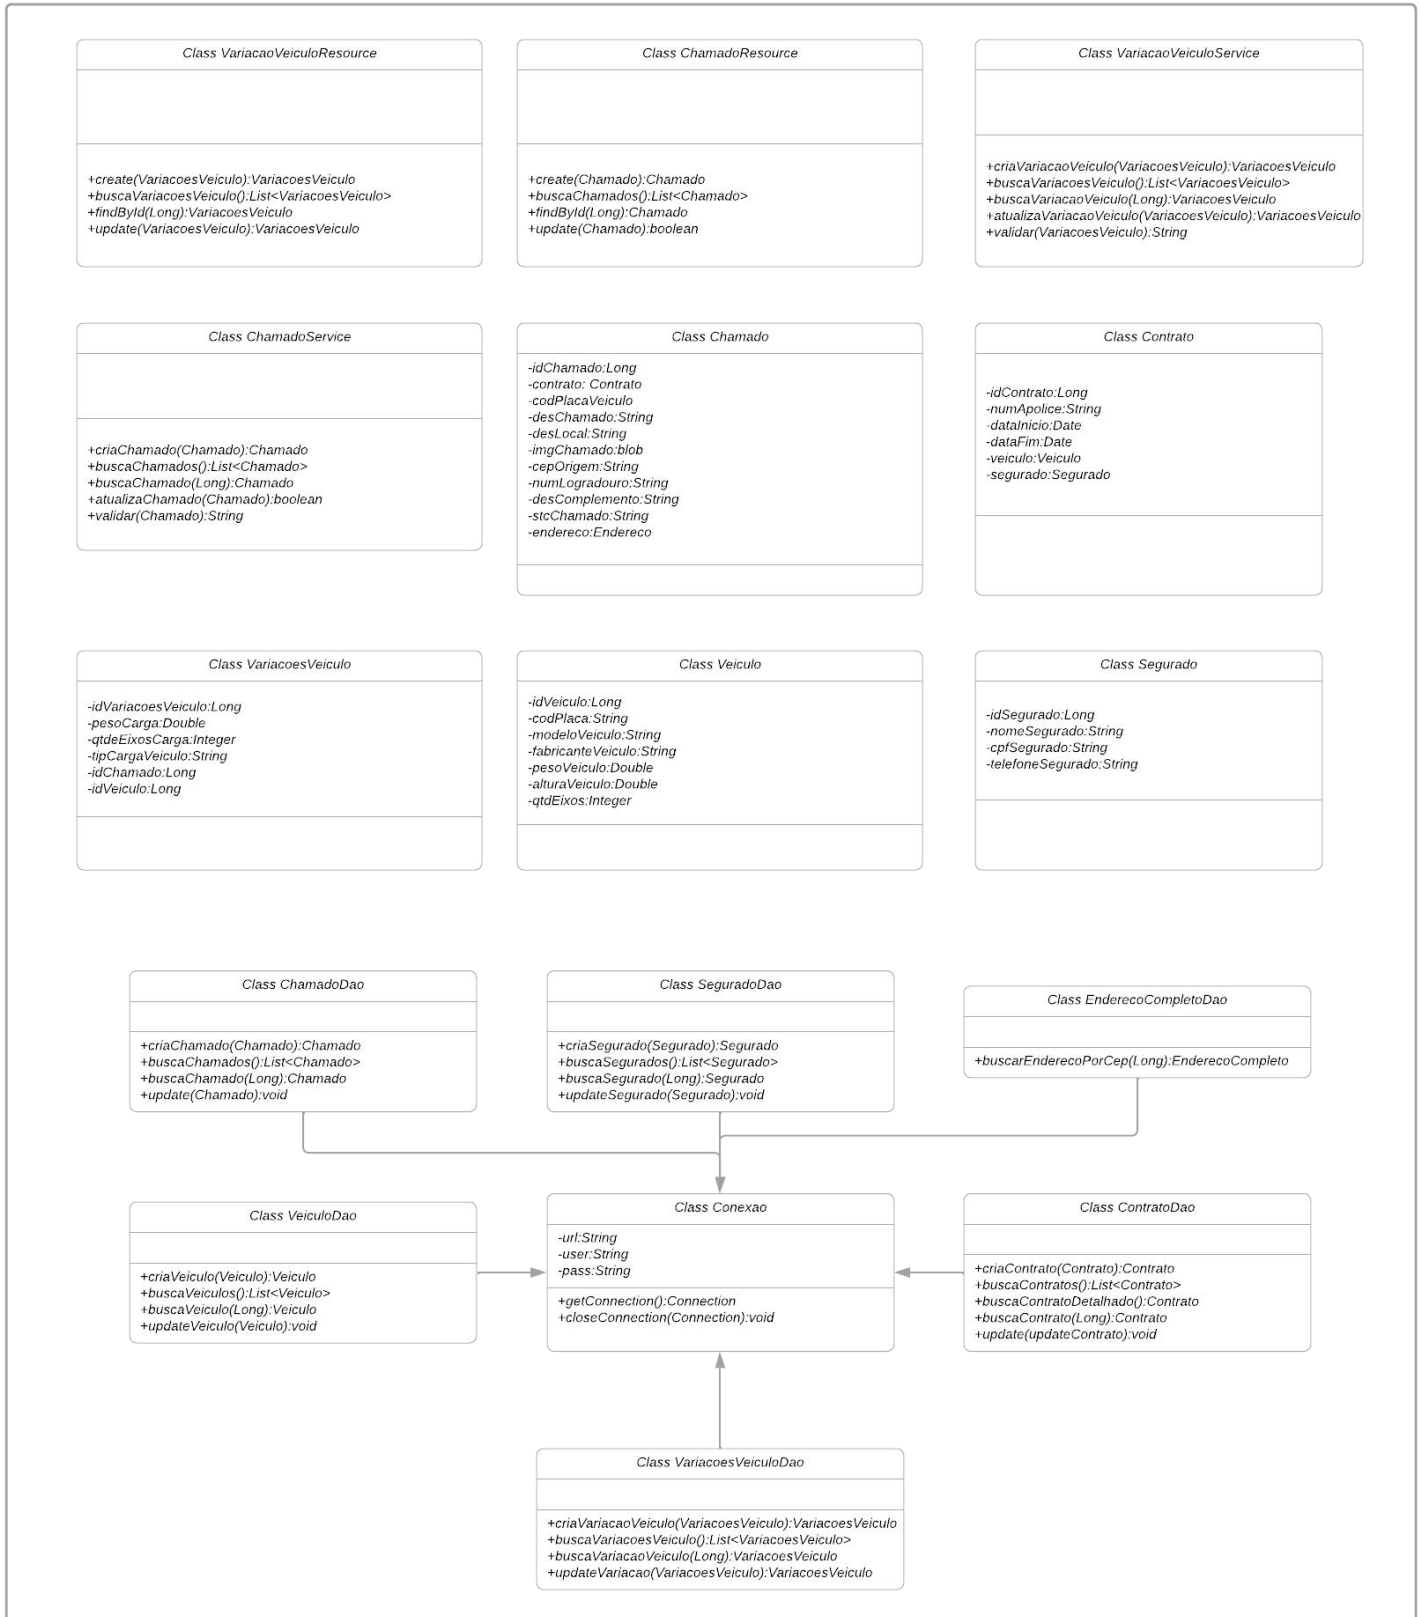 Class VariacaoVeiculoResource
+create(VariacoesVeiculo):VariacoesVeiculo
+buscaVariacoesVeiculo():List<VariacoesVeiculo>
+findById(Long):VariacoesVeiculo
+update(VariacoesVeiculo):VariacoesVeiculo
Class ChamadoResource
+create(Chamado):Chamado
+buscaChamados():List<Chamado>
+findById(Long):Chamado
+update(Chamado):boolean
Class VariacaoVeiculoService
+criaVariacaoVeiculo(VariacoesVeiculo):VariacoesVeiculo
+buscaVariacoesVeiculo():List<VariacoesVeiculo>
+buscaVariacaoVeiculo(Long):VariacoesVeiculo
+atualizaVariacaoVeiculo(VariacoesVeiculo):VariacoesVeiculo
+validar(VariacoesVeiculo):String
Class ChamadoService
+criaChamado(Chamado):Chamado
+buscaChamados():List<Chamado>
+buscaChamado(Long):Chamado
+atualizaChamado(Chamado):boolean
+validar(Chamado):String
Class Chamado
-idChamado:Long
-contrato: Contrato
-codPlacaVeiculo
-desChamado:String
-desLocal:String
-imgChamado:blob
-cepOrigem:String
-numLogradouro:String
-desComplemento:String
-stcChamado:String
-endereco:Endereco
Class Contrato
-idContrato:Long
-numApolice:String
-dataInicio:Date
-dataFim:Date
-veiculo:Veiculo
-segurado:Segurado
Class VariacoesVeiculo
-idVariacoesVeiculo:Long
-pesoCarga:Double
-qtdeEixosCarga:Integer
-tipCargaVeiculo:String
-idChamado:Long
-idVeiculo:Long
Class Veiculo
-idVeiculo:Long
-codPlaca:String
-modeloVeiculo:String
-fabricanteVeiculo:String
-pesoVeiculo:Double
-alturaVeiculo:Double
-qtdEixos:Integer
Class Segurado
-idSegurado:Long
-nomeSegurado:String
-cpfSegurado:String
-telefoneSegurado:String
Class ChamadoDao
+criaChamado(Chamado):Chamado
+buscaChamados():List<Chamado>
+buscaChamado(Long):Chamado
+update(Chamado):void
Class SeguradoDao
+criaSegurado(Segurado):Segurado
+buscaSegurados():List<Segurado>
+buscaSegurado(Long):Segurado
+updateSegurado(Segurado):void
Class EnderecoCompletoDao
+buscarEnderecoPorCep(Long):EnderecoCompleto
Class VeiculoDao
+criaVeiculo(Veiculo):Veiculo
+buscaVeiculos():List<Veiculo>
+buscaVeiculo(Long):Veiculo
+updateVeiculo(Veiculo):void
Class Conexao
-url:String
-user:String
-pass:String
+getConnection():Connection
+closeConnection(Connection):void
Class ContratoDao
+criaContrato(Contrato):Contrato
+buscaContratos():List<Contrato>
+buscaContratoDetalhado():Contrato
+buscaContrato(Long):Contrato
+update(updateContrato):void
Class VariacoesVeiculoDao
+criaVariacaoVeiculo(VariacoesVeiculo):VariacoesVeiculo
+buscaVariacoesVeiculo():List<VariacoesVeiculo>
+buscaVariacaoVeiculo(Long):VariacoesVeiculo
+updateVariacao(VariacoesVeiculo):VariacoesVeiculo